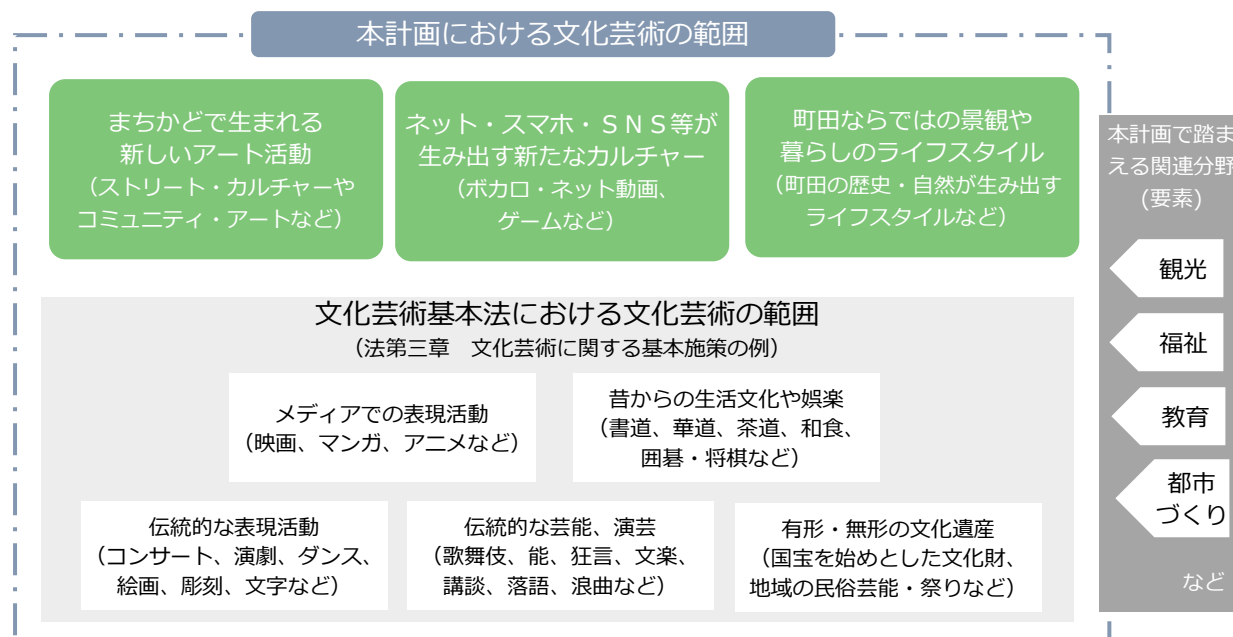 本計画における文化芸術の範囲
まちかどで生まれる
新しいアート活動
（ストリート・カルチャーや
コミュニティ・アートなど）
ネット・スマホ・ＳＮＳ等が
生み出す新たなカルチャー
（ボカロ・ネット動画、
ゲームなど）
町田ならではの景観や
暮らしのライフスタイル
（町田の歴史・自然が生み出す
ライフスタイルなど）
文化芸術基本法における文化芸術の範囲
（法第三章　文化芸術に関する基本施策の例）
メディアでの表現活動
（映画、マンガ、アニメなど）
昔からの生活文化や娯楽
（書道、華道、茶道、和食、
囲碁・将棋など）
伝統的な表現活動
（コンサート、演劇、ダンス、
絵画、彫刻、文字など）
伝統的な芸能、演芸
（歌舞伎、能、狂言、文楽、
講談、落語、浪曲など）
有形・無形の文化遺産
（国宝を始めとした文化財、
地域の民俗芸能・祭りなど）
本計画で踏ま
える関連分野
(要素)
観光
福祉
教育
都市
づくり
など